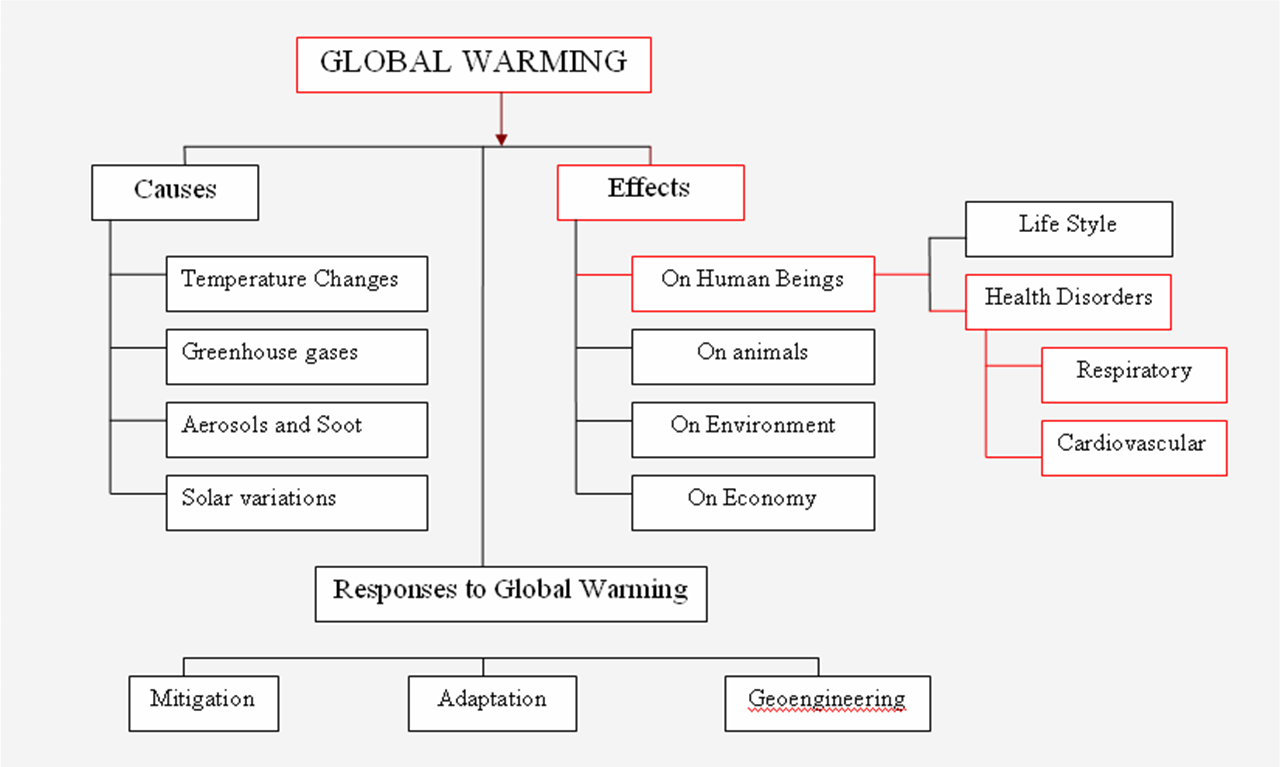 GLOBAL WARMING
Causes
Effects
Temperature Changes
Greenhouse gases
Aerosols and Soot
Solar variations
On Human Beings
On animals
On Environment
On Economy
Life Style
Health Disorders
Respiratory
Cardiovascular
Responses to Global Warming
Mitigation
Adaptation
Geoengineering